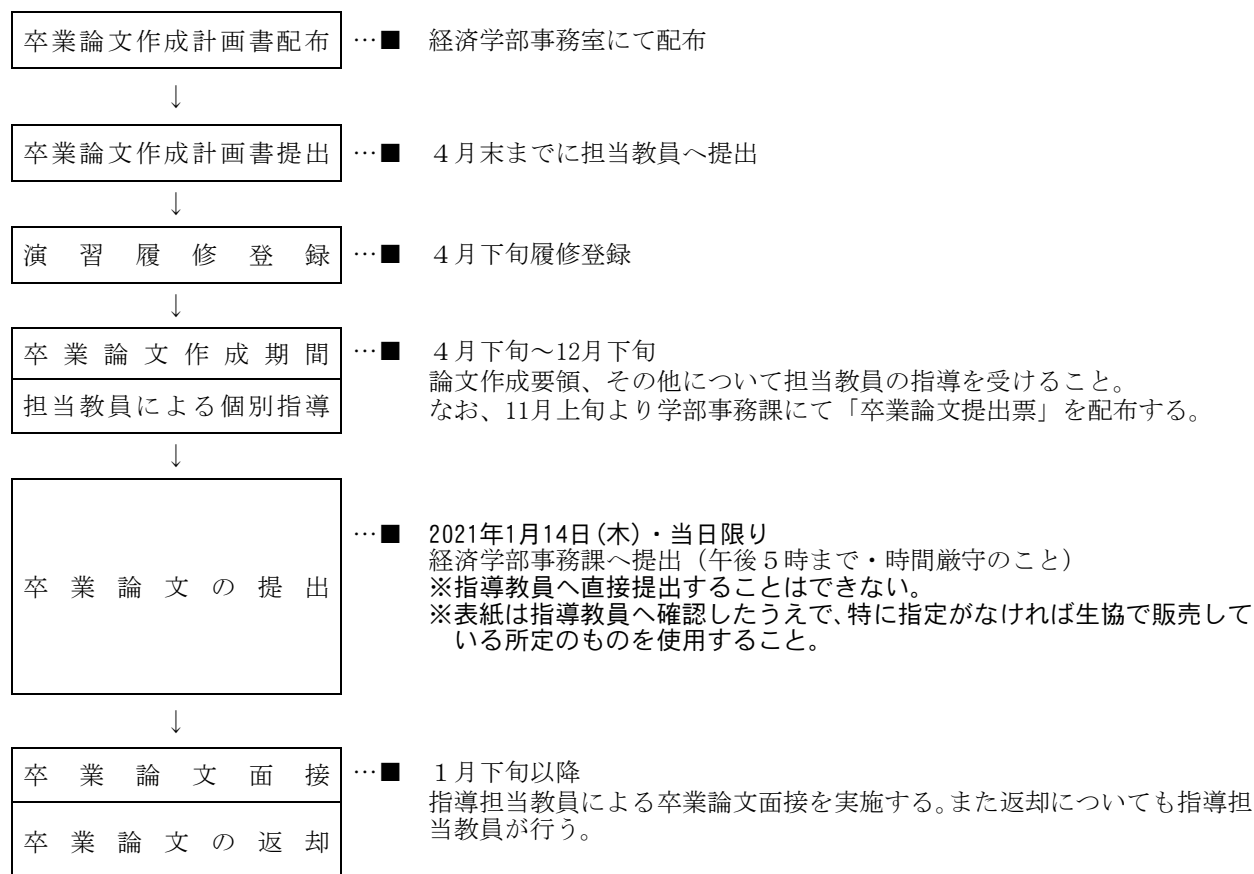 卒業論文作成計画書配布 …■ 経済学部事務室にて配布
↓
卒業論文作成計画書提出 …■ ４月末までに担当教員へ提出
↓
演習履修登録 …■ ４月下旬履修登録
↓
卒業論文作成期間 …■ ４月下旬～12月下旬
論文作成要領、その他について担当教員の指導を受けること。
担当教員による個別指導
なお、11月上旬より学部事務課にて「卒業論文提出票」を配布する。
↓
…■ 2021年1月14日(木)・当日限り
経済学部事務課へ提出（午後５時まで・時間厳守のこと）
卒業論文の提出
※指導教員へ直接提出することはできない。
※表紙は指導教員へ確認したうえで、特に指定がなければ生協で販売して
いる所定のものを使用すること。
↓
卒業論文面接 …■ １月下旬以降
指導担当教員による卒業論文面接を実施する。また返却についても指導担
当教員が行う。
卒業論文の返却